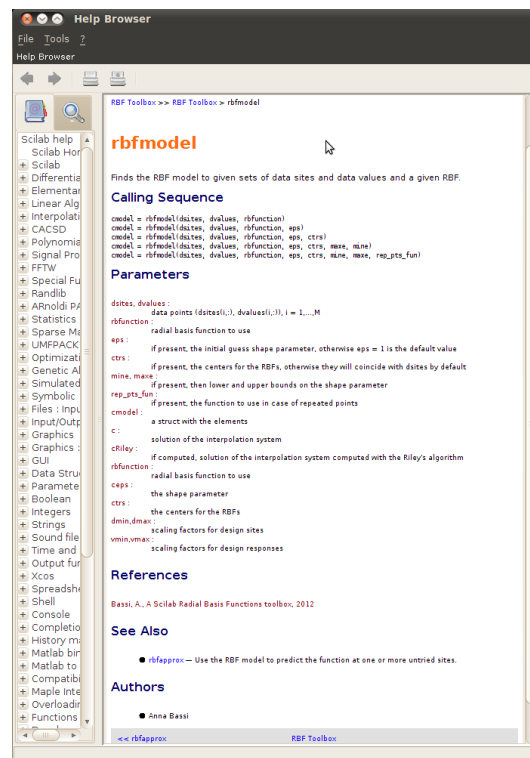 Help Browser
File Tools ?
Help Browser
Scilab help
Scilab Hor
Scilab
Differentia
Elementar
Linear Alg
Interpolati
CACSD
Polynomia
Signal Pro
FFTW
Special Fu
Randlib
ARnoldi PA
Statistics
Sparse Ma
UMFPACK
Optimizati
Genetic Al
Simulated
Symbolic
Files : Inpu
Input/Outp
Graphics
Graphics :
GUI
Data Stru
Paramete
Boolean
Integers
Strings
Sound file
Time and
Output fur
Xcos
Spreadshe
Shell
Console
Completio
History ma
Matlab bin
Matlab to
Compatibi
Maple Inte
Overloadin
Functions
RBF Toolbox >> RBF Toolbox > rbfmodel
rbfmodel
Finds the RBF model to given sets of data sites and data values and a given RBF.
Calling Sequence
cmodel = rbfmodel(dsites, dvalues, rbfunction)
cmodel = rbfmodel(dsites, dvalues, rbfunction, eps)
cmodel = rbfmodel(dsites, dvalues, rbfunction, eps, ctrs)
cmodel = rbfmodel(dsites, dvalues, rbfunction, eps, ctrs, maxe, mine)
cmodel = rbfmodel(dsites, dvalues, rbfunction, eps, ctrs, mine, maxe, rep_pts_fun)
Parameters
dsites, dvalues :
data points (dsites(i,:), dvalues(i,:)), i = 1,...,M
rbfunction :
radial basis function to use
eps :
if present, the initial guess shape parameter, otherwise eps = 1 is the default value
ctrs :
if present, the centers for the RBFs, otherwise they will coincide with dsites by default
mine, maxe :
if present, then lower and upper bounds on the shape parameter
rep_pts_fun :
if present, the function to use in case of repeated points
cmodel :
a struct with the elements
c :
solution of the interpolation system
cRiley :
if computed, solution of the interpolation system computed with the Riley's algorithm
rbfunction :
radial basis function to use
ceps :
the shape parameter
ctrs :
the centers for the RBFs
dmin,dmax :
scaling factors for design sites
vmin,vmax :
scaling factors for design responses
References
Bassi, A., A Scilab Radial Basis Functions toolbox, 2012
See Also
rbfapprox — Use the RBF model to predict the function at one or more untried sites.
Authors
Anna Bassi
<< rbfapprox RBF Toolbox